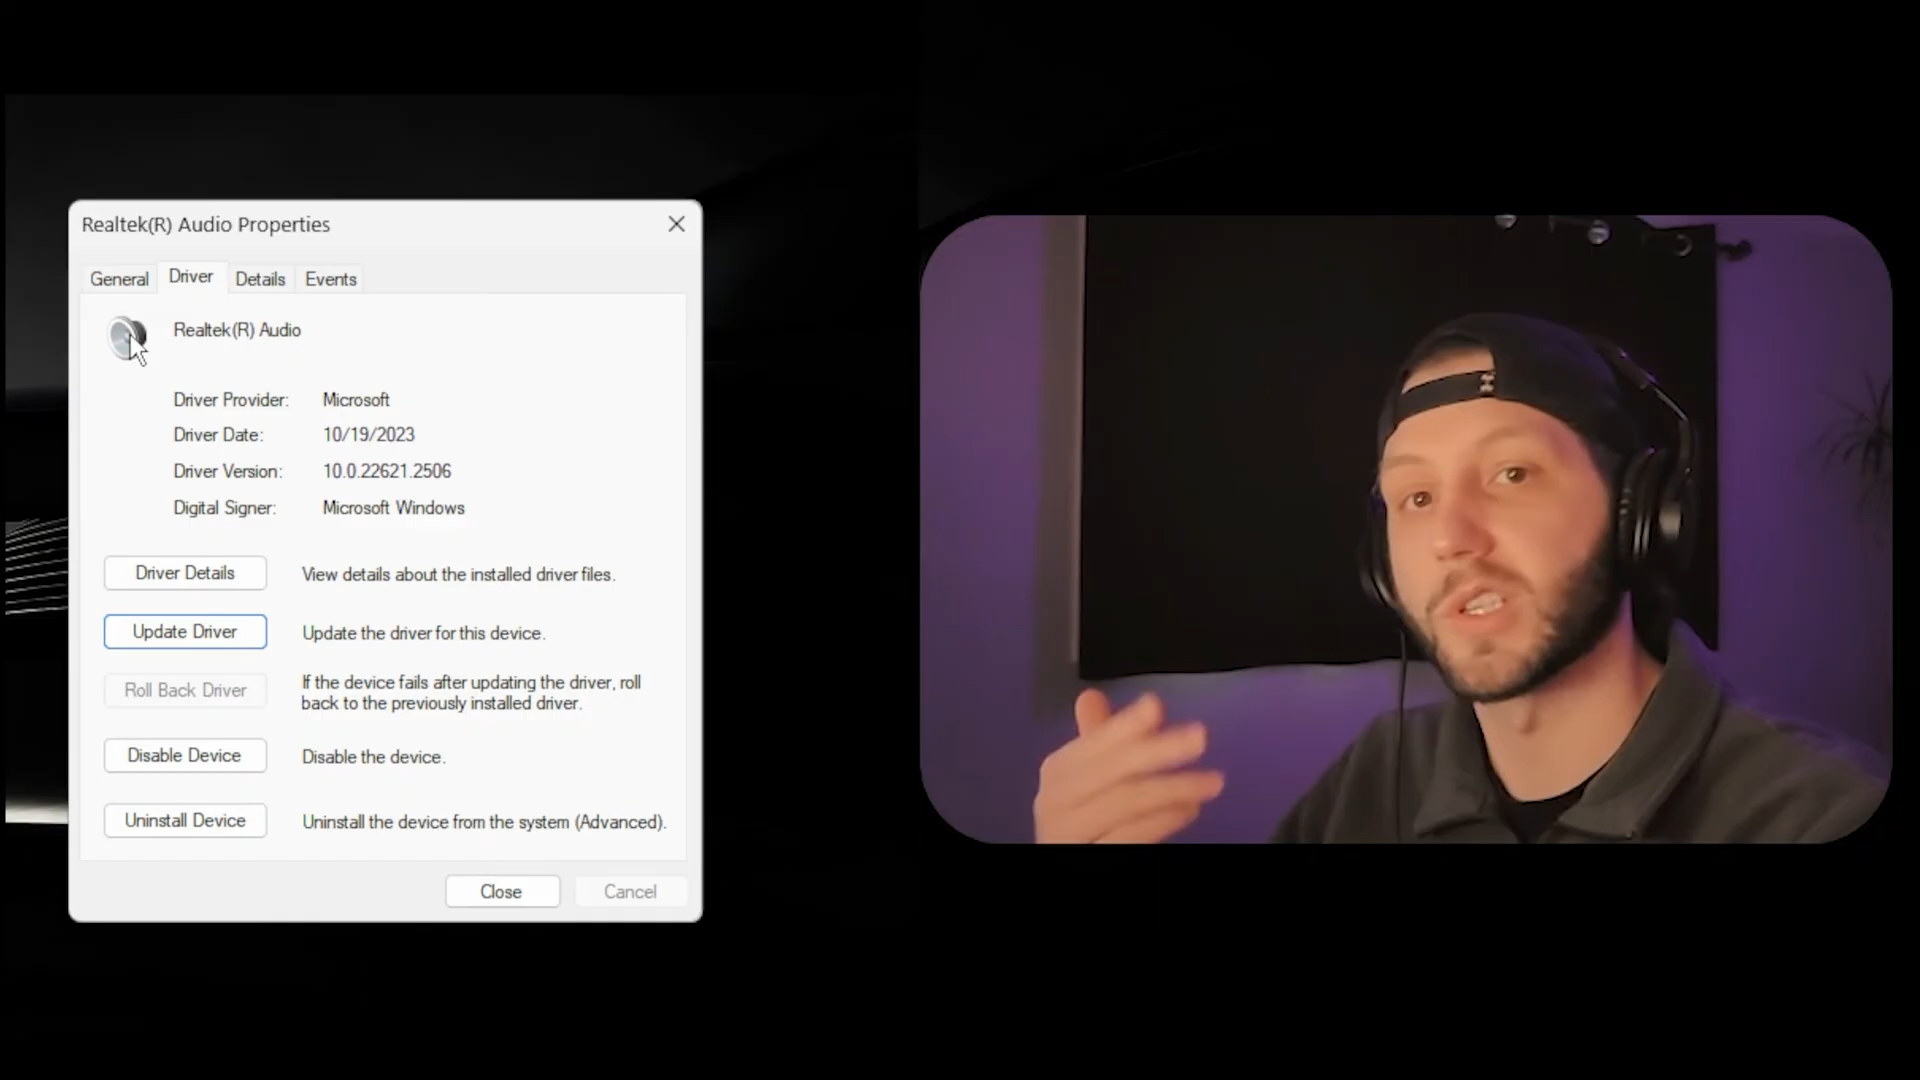 Realtek(R) Audio Properties
General Driver Details Events
Realtek(R) Audio
Driver Provider: Microsoft
Driver Date: 10/19/2023
Driver Version: 10.0.22621.2506
Digital Signer: Microsoft Windows
Driver Details View details about the installed driver files.
Update Driver Update the driver for this device.
Roll Back Driver If the device fails after updating the driver, roll
back to the previously installed driver.
Disable Device Disable the device.
Uninstall Device Uninstall the device from the system (Advanced).
Close Cancel